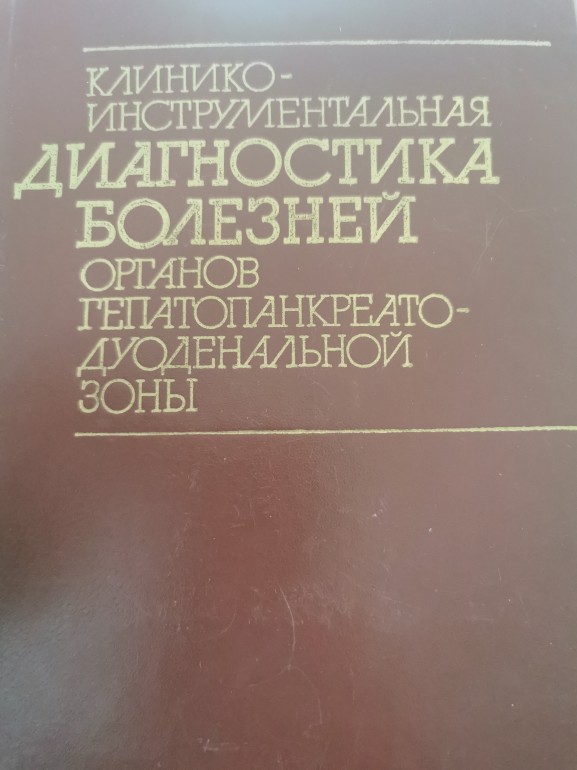 КЛИНИКО-
ИНСТРУМЕНТАЛЬНАЯ
ДИАГНОСТИКА
БОЛЕЗНЕЙ
ОРГАНОВ
ГЕПАТОПАНКРЕАТО-
ДУОДЕНАЛЬНОЙ
ЗОНЫ